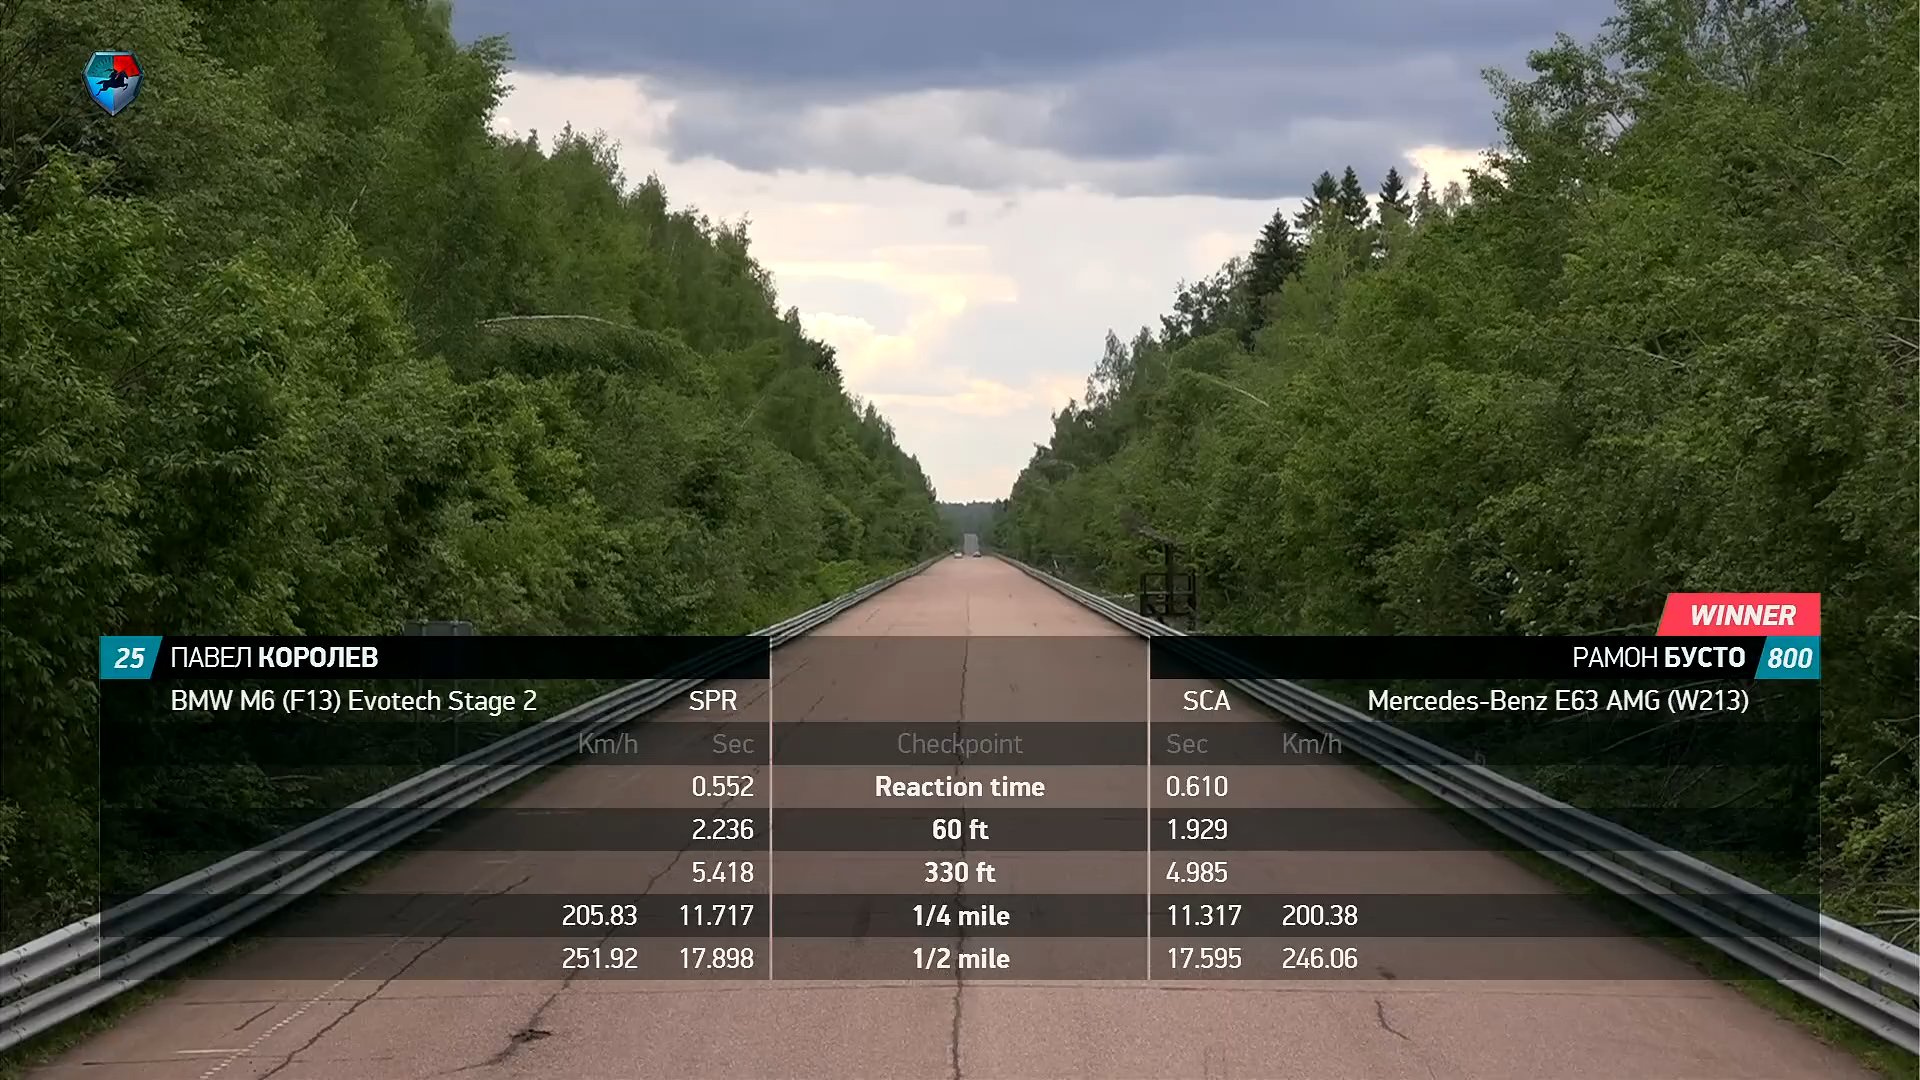 WINNER
25 ПАВЕЛ КОРОЛЕВ
РАМОН БУСТО 800
BMW M6 (F13) Evotech Stage 2 SPR
SCA Mercedes-Benz E63 AMG (W213)
Km/h Sec Checkpoint Sec Km/h
0.552 Reaction time 0.610
2.236 60 ft 1.929
5.418 330 ft 4.985
205.83 11.717 1/4 mile 11.317 200.38
251.92 17.898 1/2 mile 17.595 246.06